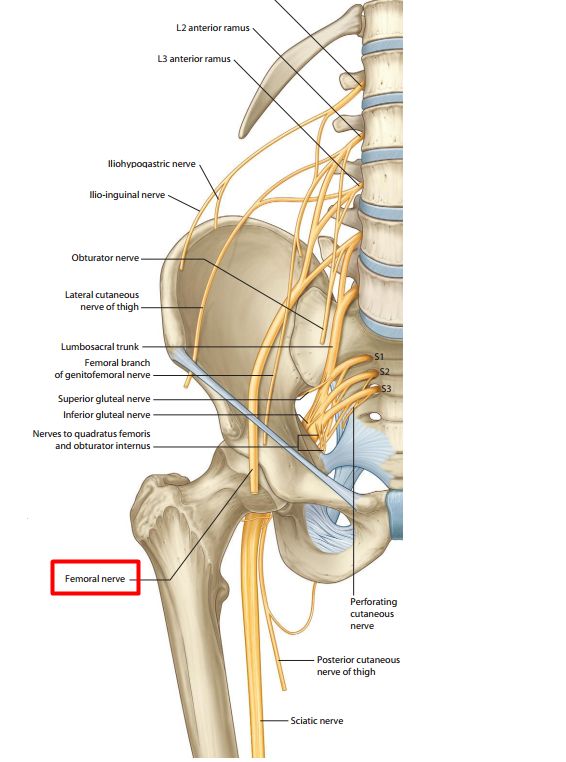 L2 anterior ramus
L3 anterior ramus
Iliohypogastric nerve
Ilio-inguinal nerve
Obturator nerve
Lateral cutaneous
nerve of thigh
Lumbosacral trunk
S1
Femoral branch
of genitofemoral nerve
S2
S3
Superior gluteal nerve
Inferior gluteal nerve
Nerves to quadratus femoris
and obturator internus
Femoral nerve
Perforating
cutaneous
nerve
Posterior cutaneous
nerve of thigh
Sciatic nerve